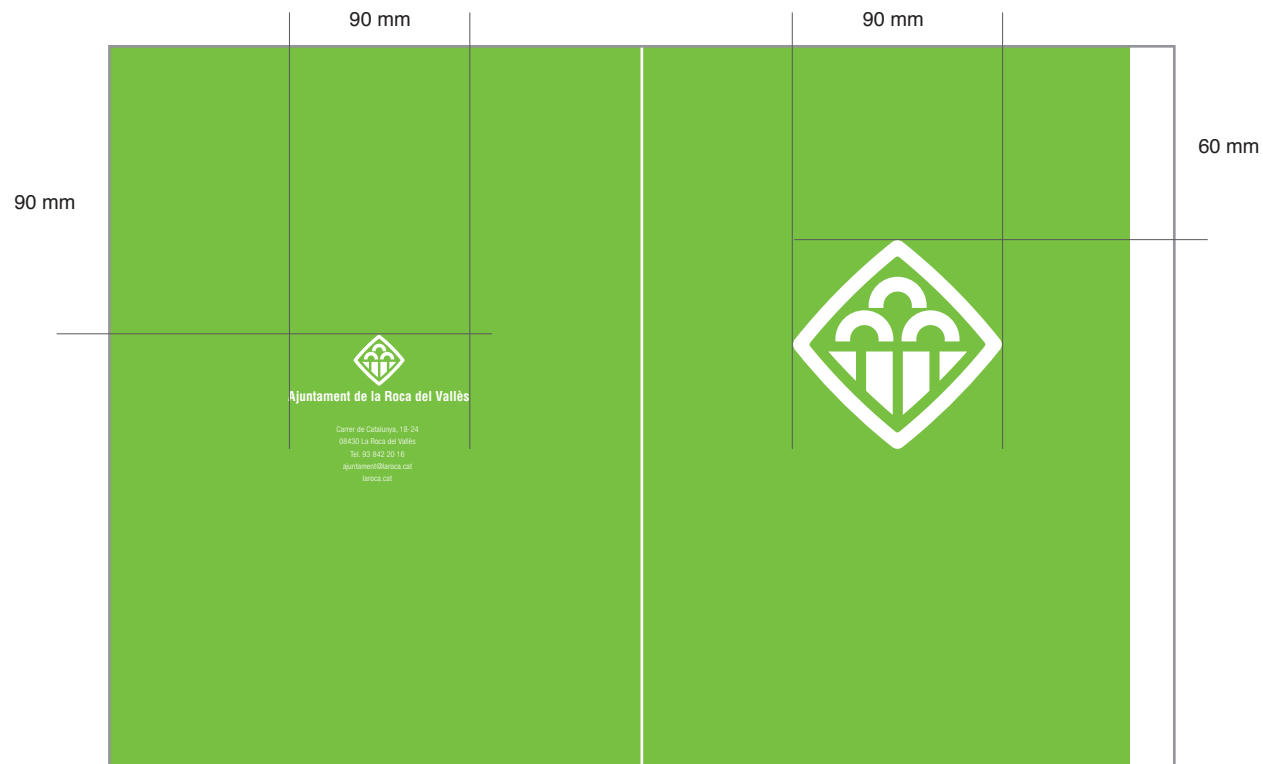 90 mm
90 mm
60 mm
90 mm
Ajuntament de la Roca del Vallès
Carrer de Catalunya, 18-24
08430 La Roca del Vallès
Tel. 93 842 20 16
ajuntament@laroca.cat
laroca.cat